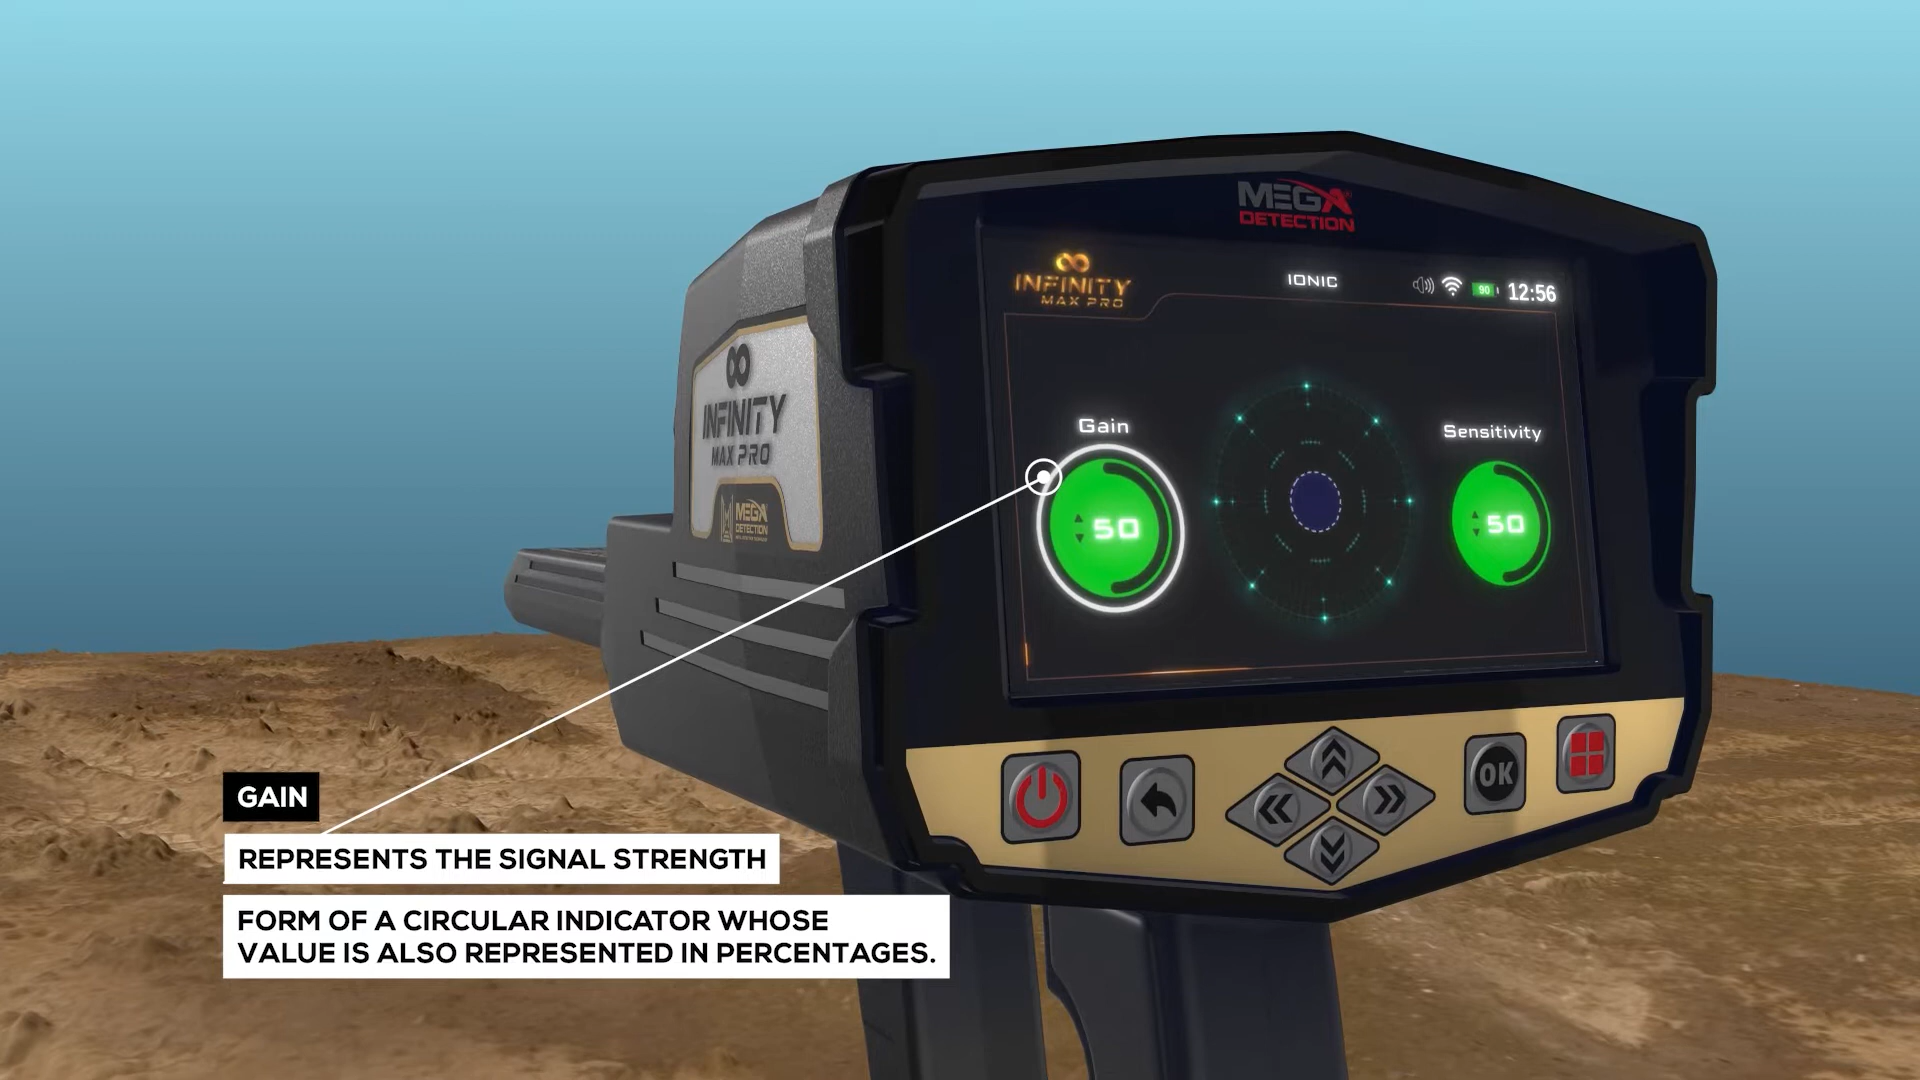 MEGA
DETECTION
INFINITY
MAX PRO
IONIC
90
12:56
Gain
50
Sensitivity
50
INFINITY
MAX PRO
MEGA
DETECTION
OK
GAIN
REPRESENTS THE SIGNAL STRENGTH
FORM OF A CIRCULAR INDICATOR WHOSE
VALUE IS ALSO REPRESENTED IN PERCENTAGES.